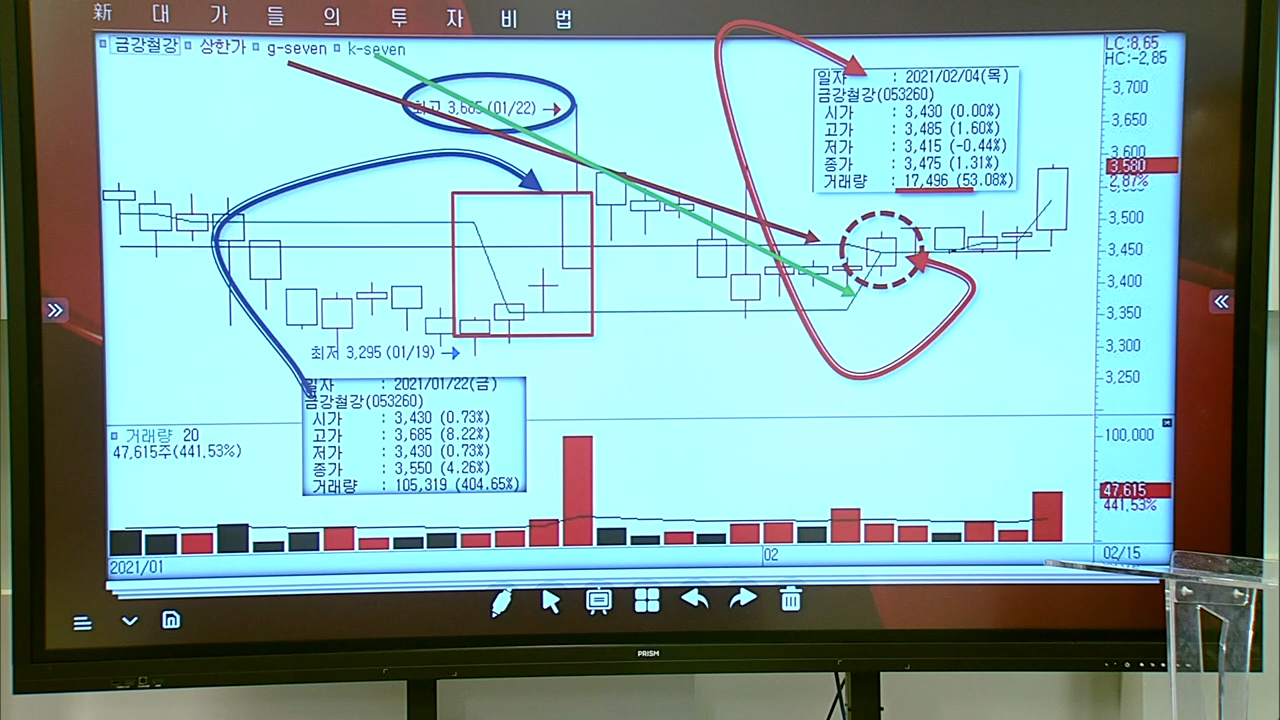 新 대 가 들 의 투 자 비 법
금강철강 상한가 g-seven k-seven
LC:8.65
HC:-2.85
최고 3,685 (01/22)
일자 : 2021/02/04(목)
금강철강(053260)
시가 : 3,430 (0.00%)
고가 : 3,485 (1.60%)
저가 : 3,415 (-0.44%)
종가 : 3,475 (1.31%)
거래량 : 17,496 (53.08%)
3,700
3,650
3,600
3,580
2.87%
3,500
3,450
3,400
3,350
3,300
3,250
최저 3,295 (01/19)
일자 : 2021/01/22(금)
금강철강(053260)
시가 : 3,430 (0.73%)
고가 : 3,685 (8.22%)
저가 : 3,430 (0.73%)
종가 : 3,550 (4.26%)
거래량 : 105,319 (404.65%)
거래량 20
47,615주(441.53%)
100,000
47,615
441.53%
2021/01
02
02/15
PRISM